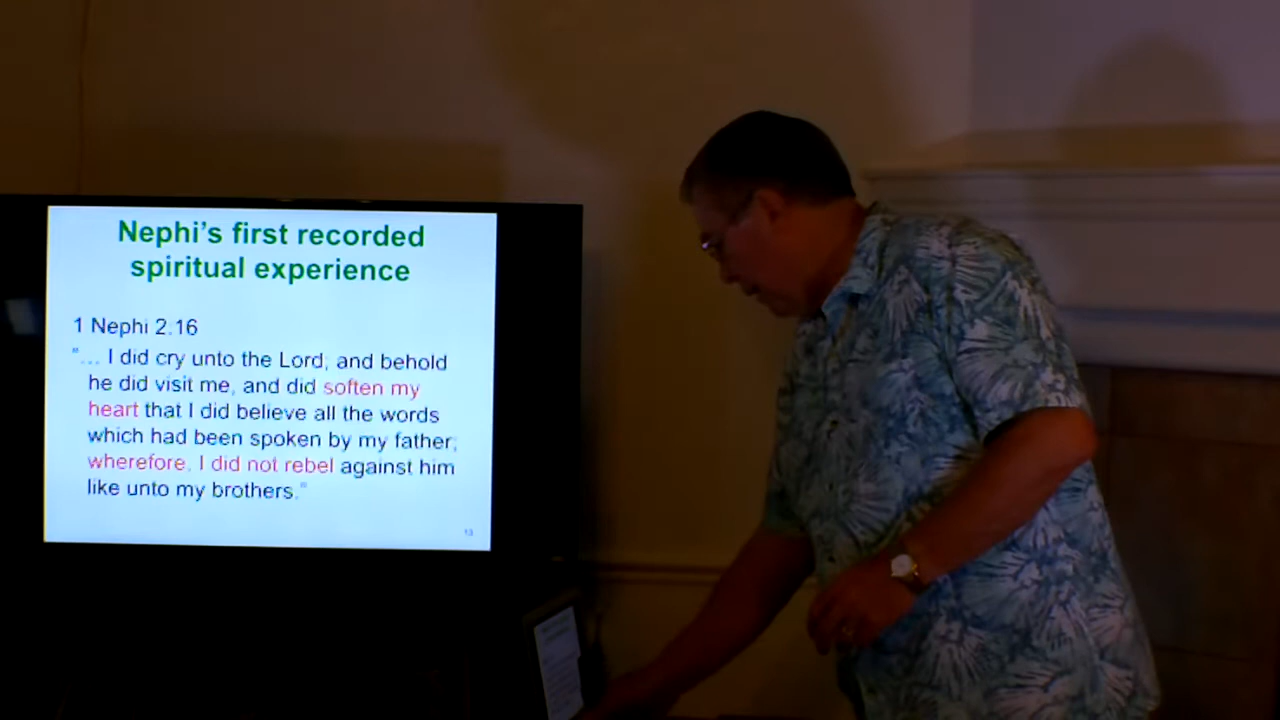 Nephi's first recorded
spiritual experience
1 Nephi 2.16
"... I did cry unto the Lord; and behold
he did visit me, and did soften my
heart that I did believe all the words
which had been spoken by my father;
wherefore, I did not rebel against him
like unto my brothers."
13